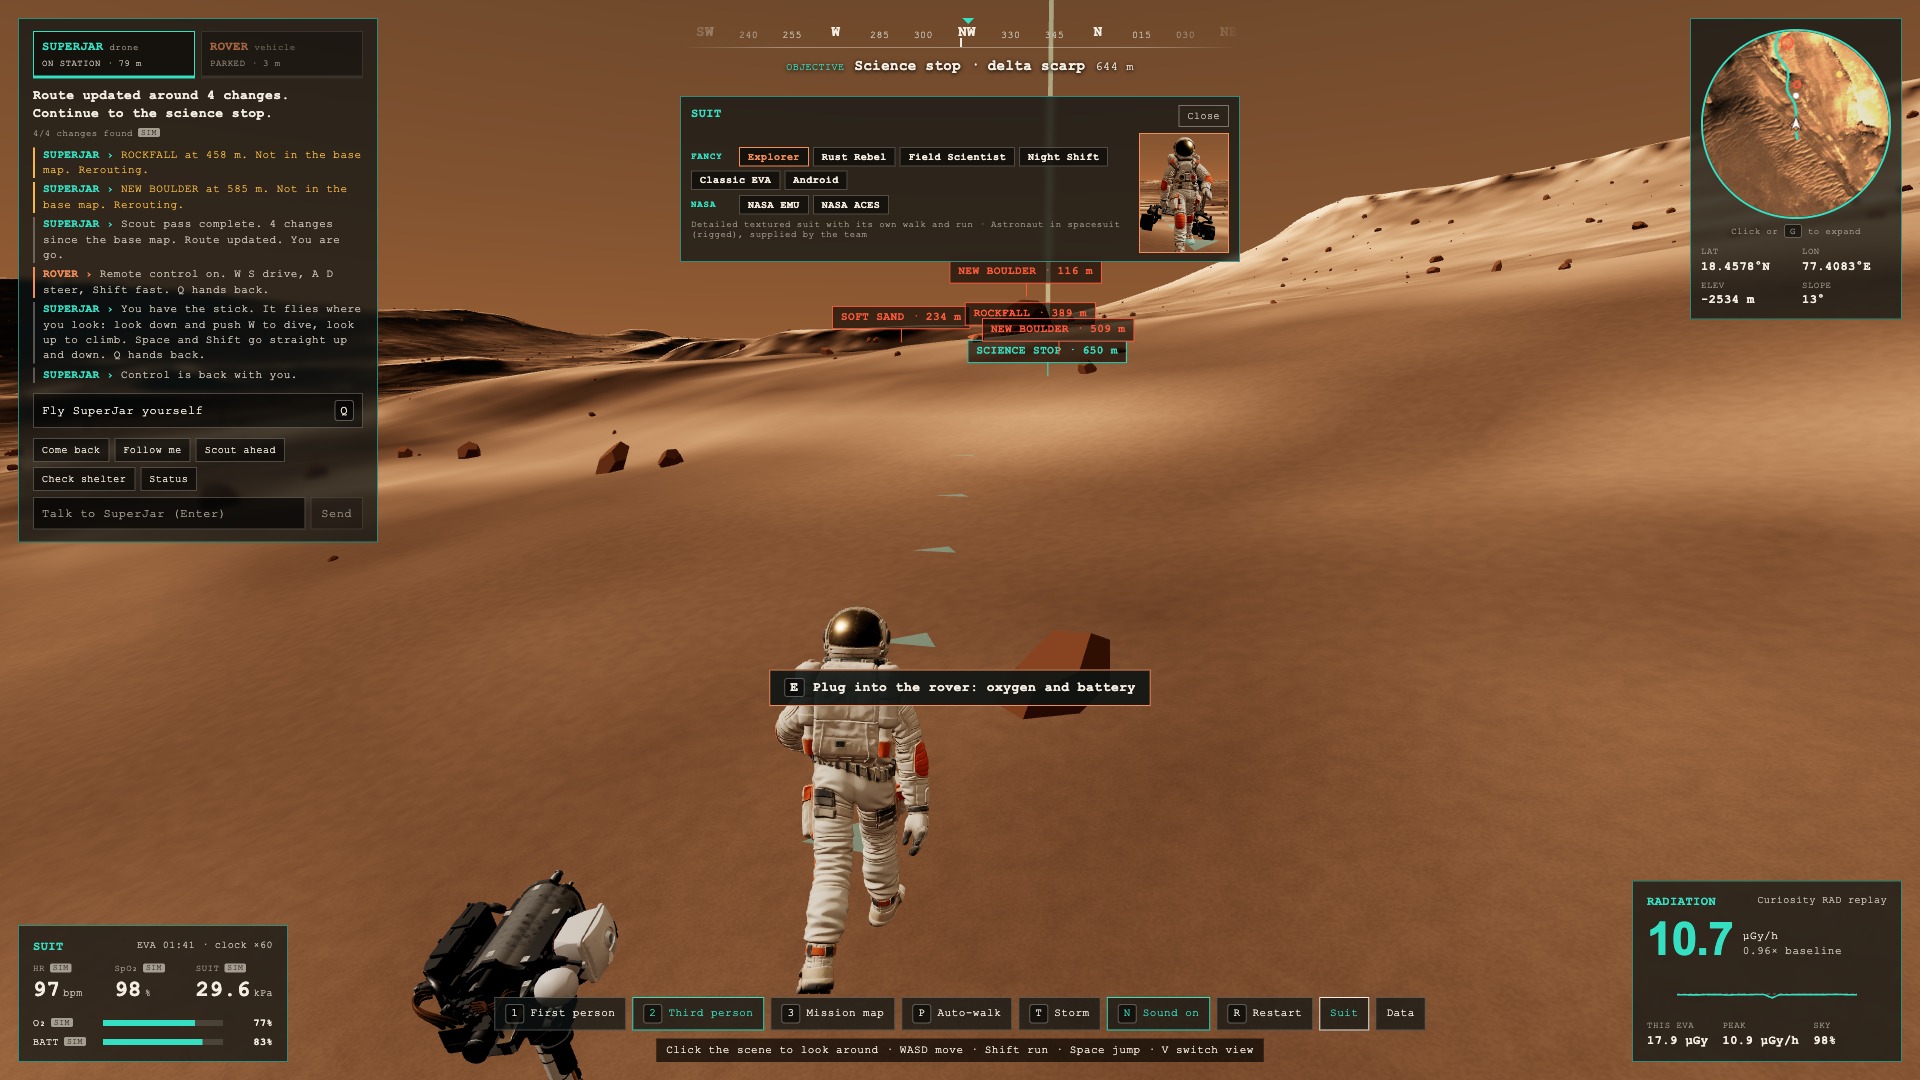 SUPERJAR drone
ON STATION · 79 m
ROVER vehicle
PARKED · 3 m
Route updated around 4 changes.
Continue to the science stop.
4/4 changes found SIM
SUPERJAR › ROCKFALL at 458 m. Not in the base
map. Rerouting.
SUPERJAR › NEW BOULDER at 585 m. Not in the
base map. Rerouting.
SUPERJAR › Scout pass complete. 4 changes
since the base map. Route updated. You are
go.
ROVER › Remote control on. W S drive, A D
steer, Shift fast. Q hands back.
SUPERJAR › You have the stick. It flies where
you look: look down and push W to dive, look
up to climb. Space and Shift go straight up
and down. Q hands back.
SUPERJAR › Control is back with you.
Fly SuperJar yourself Q
Come back Follow me Scout ahead
Check shelter Status
Talk to SuperJar (Enter) Send
SW 240 255 W 285 300 NW 330 345 N 015 030 NE
OBJECTIVE Science stop · delta scarp 644 m
SUIT Close
FANCY Explorer Rust Rebel Field Scientist Night Shift
Classic EVA Android
NASA NASA EMU NASA ACES
Detailed textured suit with its own walk and run · Astronaut in spacesuit
(rigged), supplied by the team
NEW BOULDER · 116 m
SOFT SAND · 234 m
ROCKFALL · 389 m
NEW BOULDER · 509 m
SCIENCE STOP · 650 m
Click or G to expand
LAT LON
18.4578°N 77.4083°E
ELEV SLOPE
-2534 m 13°
E Plug into the rover: oxygen and battery
SUIT EVA 01:41 · clock ×60
HR SIM SpO₂ SIM SUIT SIM
97 bpm 98 % 29.6 kPa
O₂ SIM 77%
BATT SIM 83%
1 First person 2 Third person 3 Mission map P Auto-walk T Storm N Sound on R Restart Suit Data
Click the scene to look around · WASD move · Shift run · Space jump · V switch view
RADIATION Curiosity RAD replay
10.7 µGy/h
0.96× baseline
THIS EVA PEAK SKY
17.9 µGy 10.9 µGy/h 98%